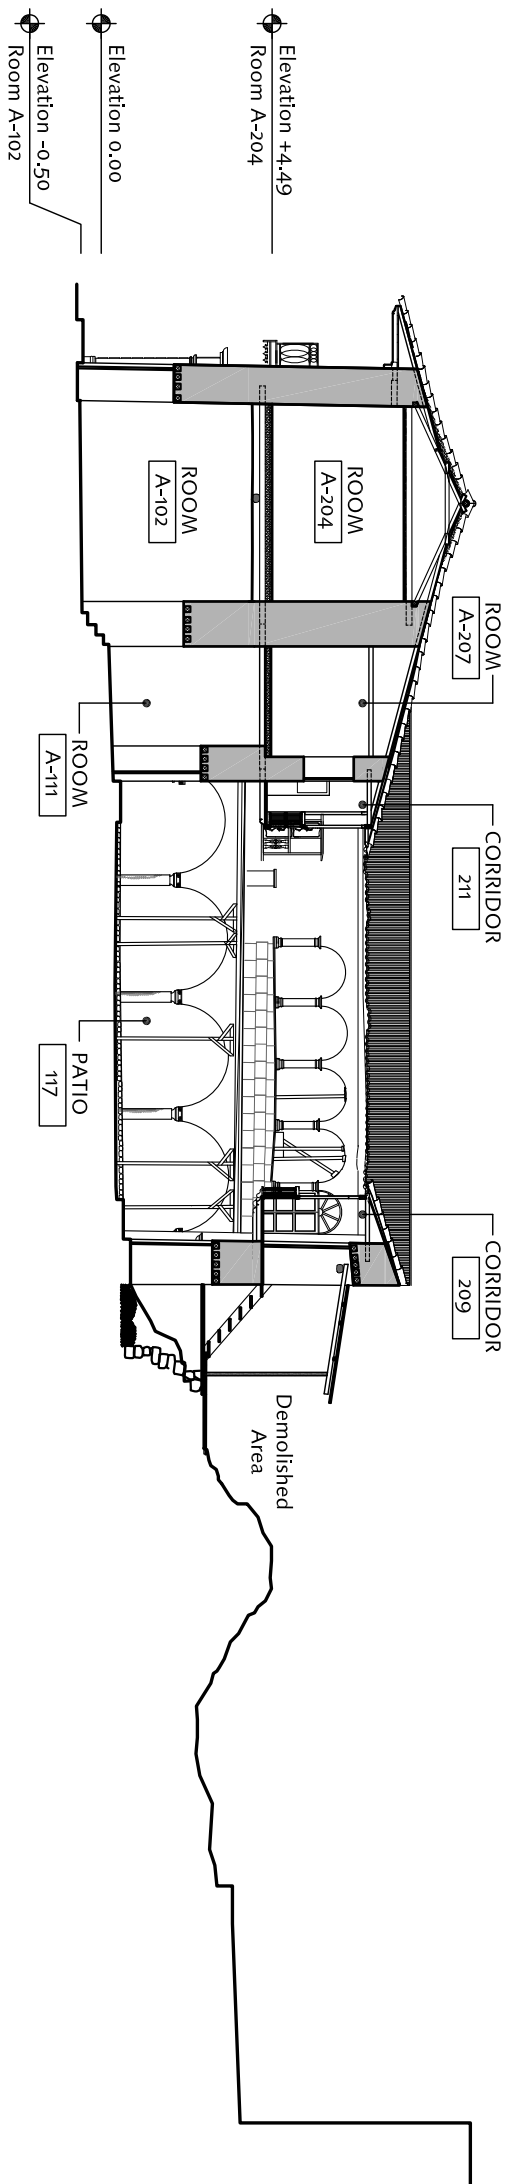 Elevation +4.49
Room A-204
Elevation 0.00
Elevation -0.50
Room A-102
ROOM
A-207
CORRIDOR
211
CORRIDOR
209
ROOM
A-204
ROOM
A-102
ROOM
A-111
PATIO
117
Demolished
Area